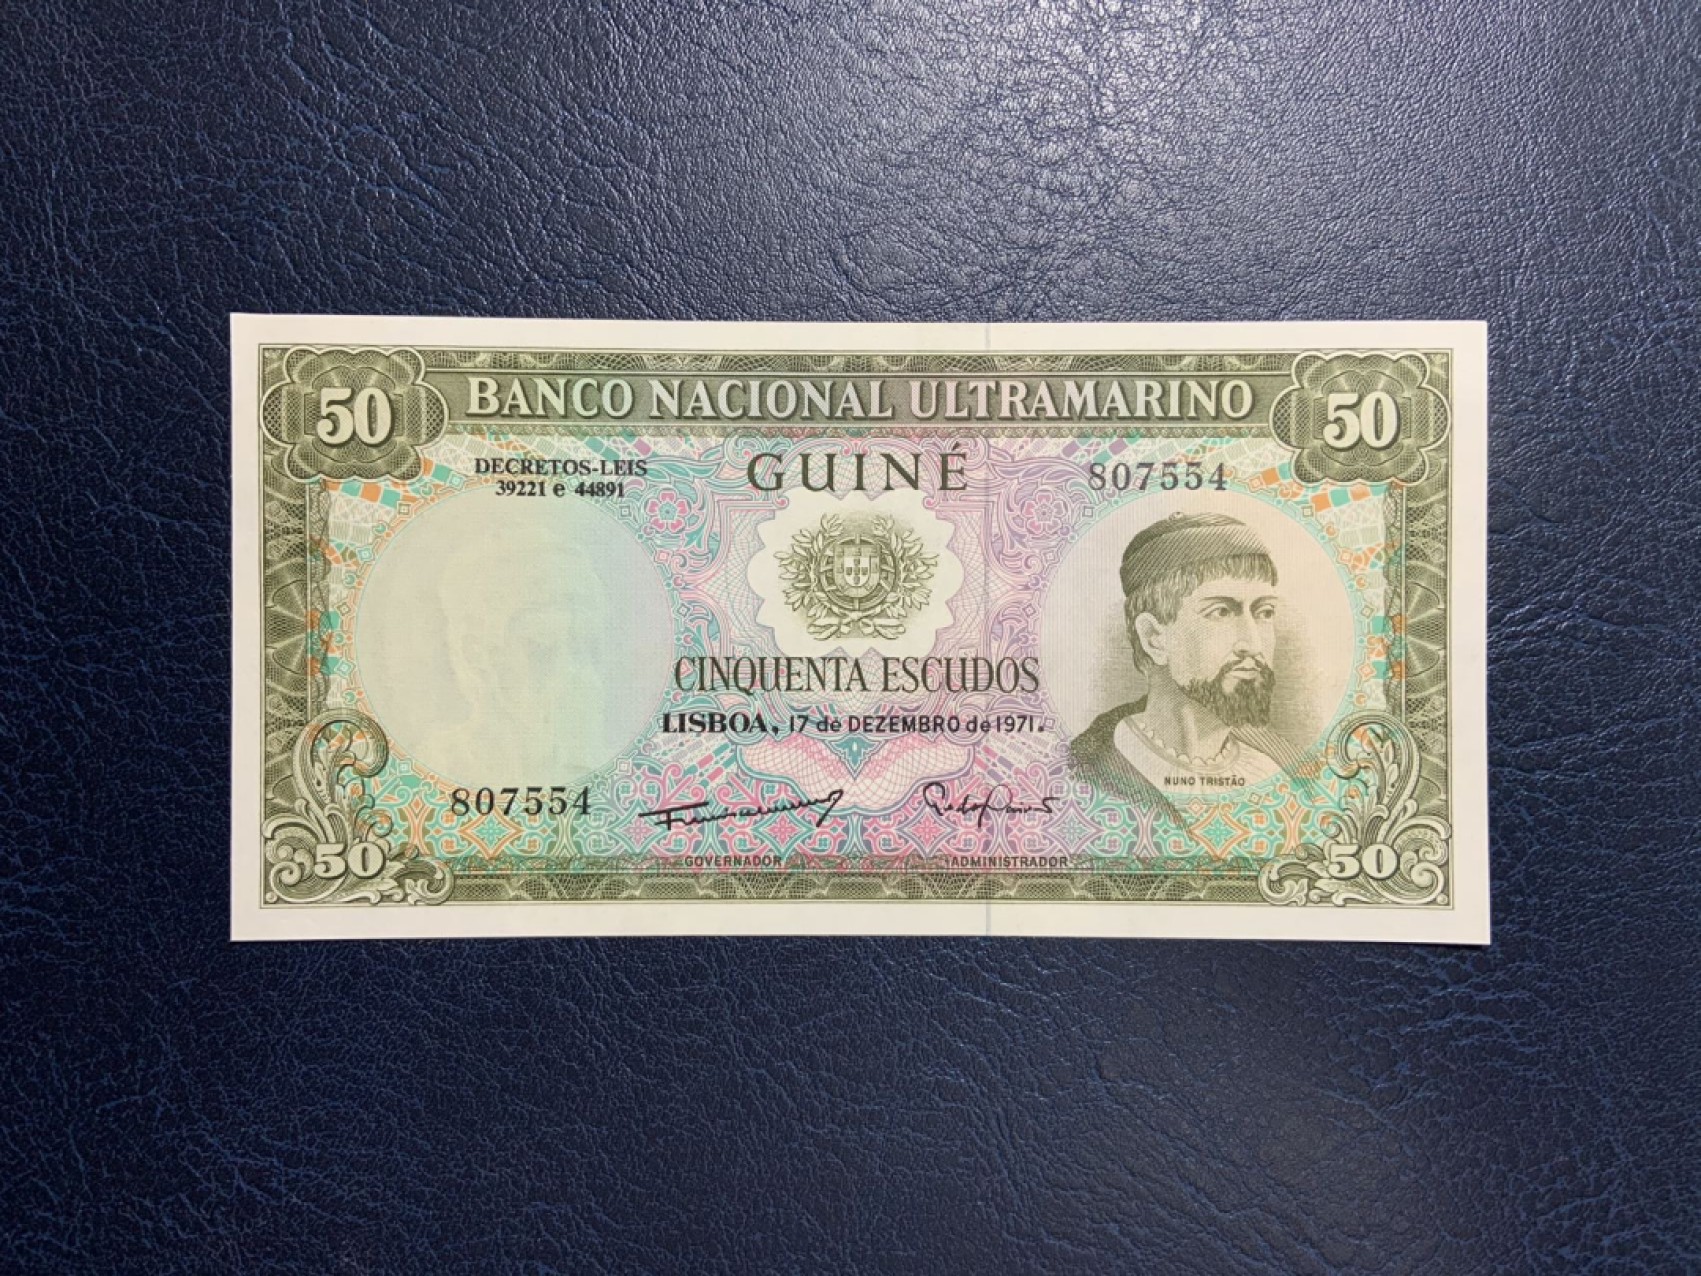 50 BANCO NACIONAL ULTRAMARINO 50
DECRETOS-LEIS
39221 e 44891
GUINÉ
807554
CINQUENTA ESCUDOS
LISBOA, 17 de DEZEMBRO de 1971.
NUNO TRISTÃO
807554
GOVERNADOR
ADMINISTRADOR
50
50